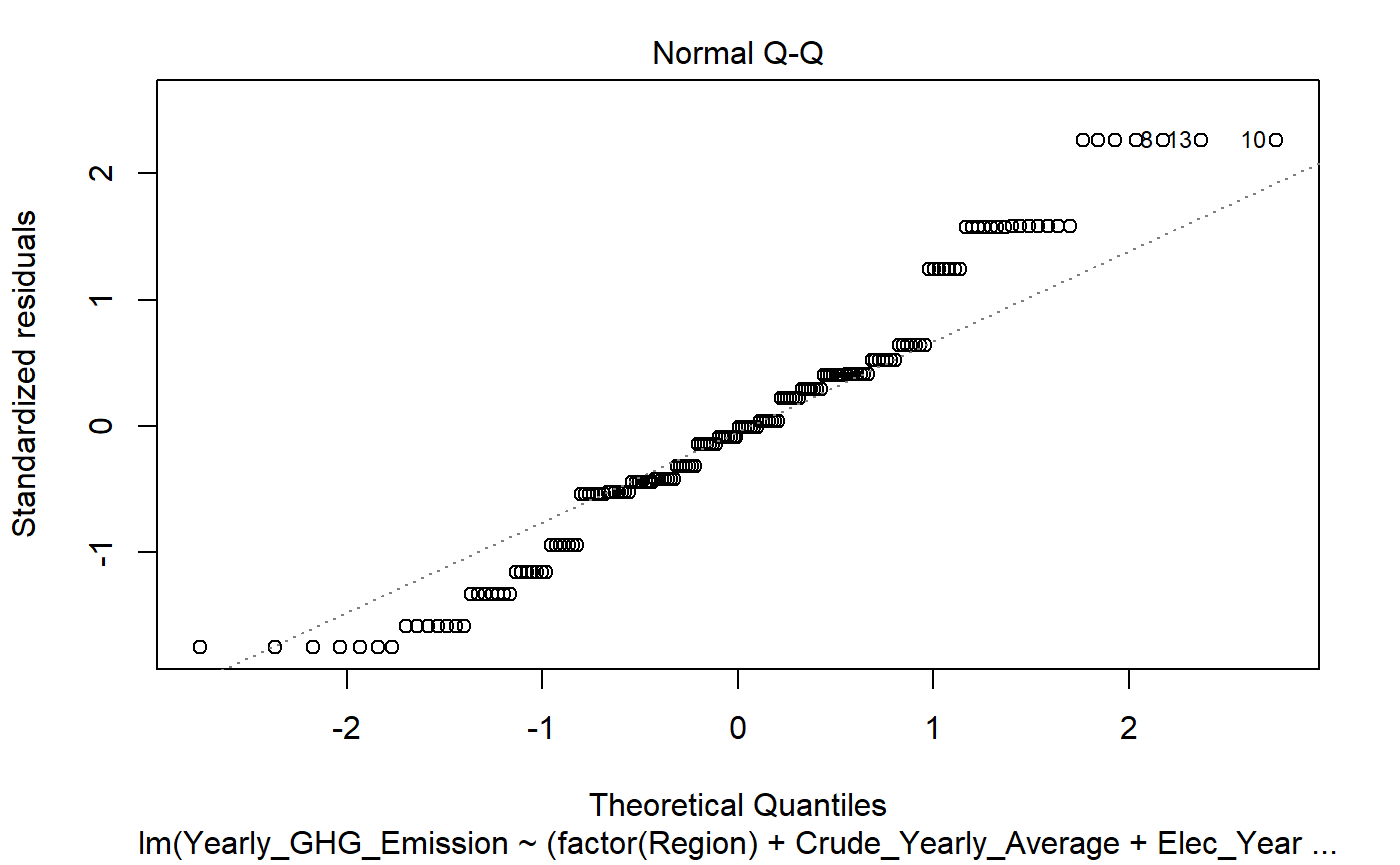 Normal Q-Q
8 13 10
Standardized residuals
2
1
0
-1
-2 -1 0 1 2
Theoretical Quantiles
lm(Yearly_GHG_Emission ~ (factor(Region) + Crude_Yearly_Average + Elec_Year ...